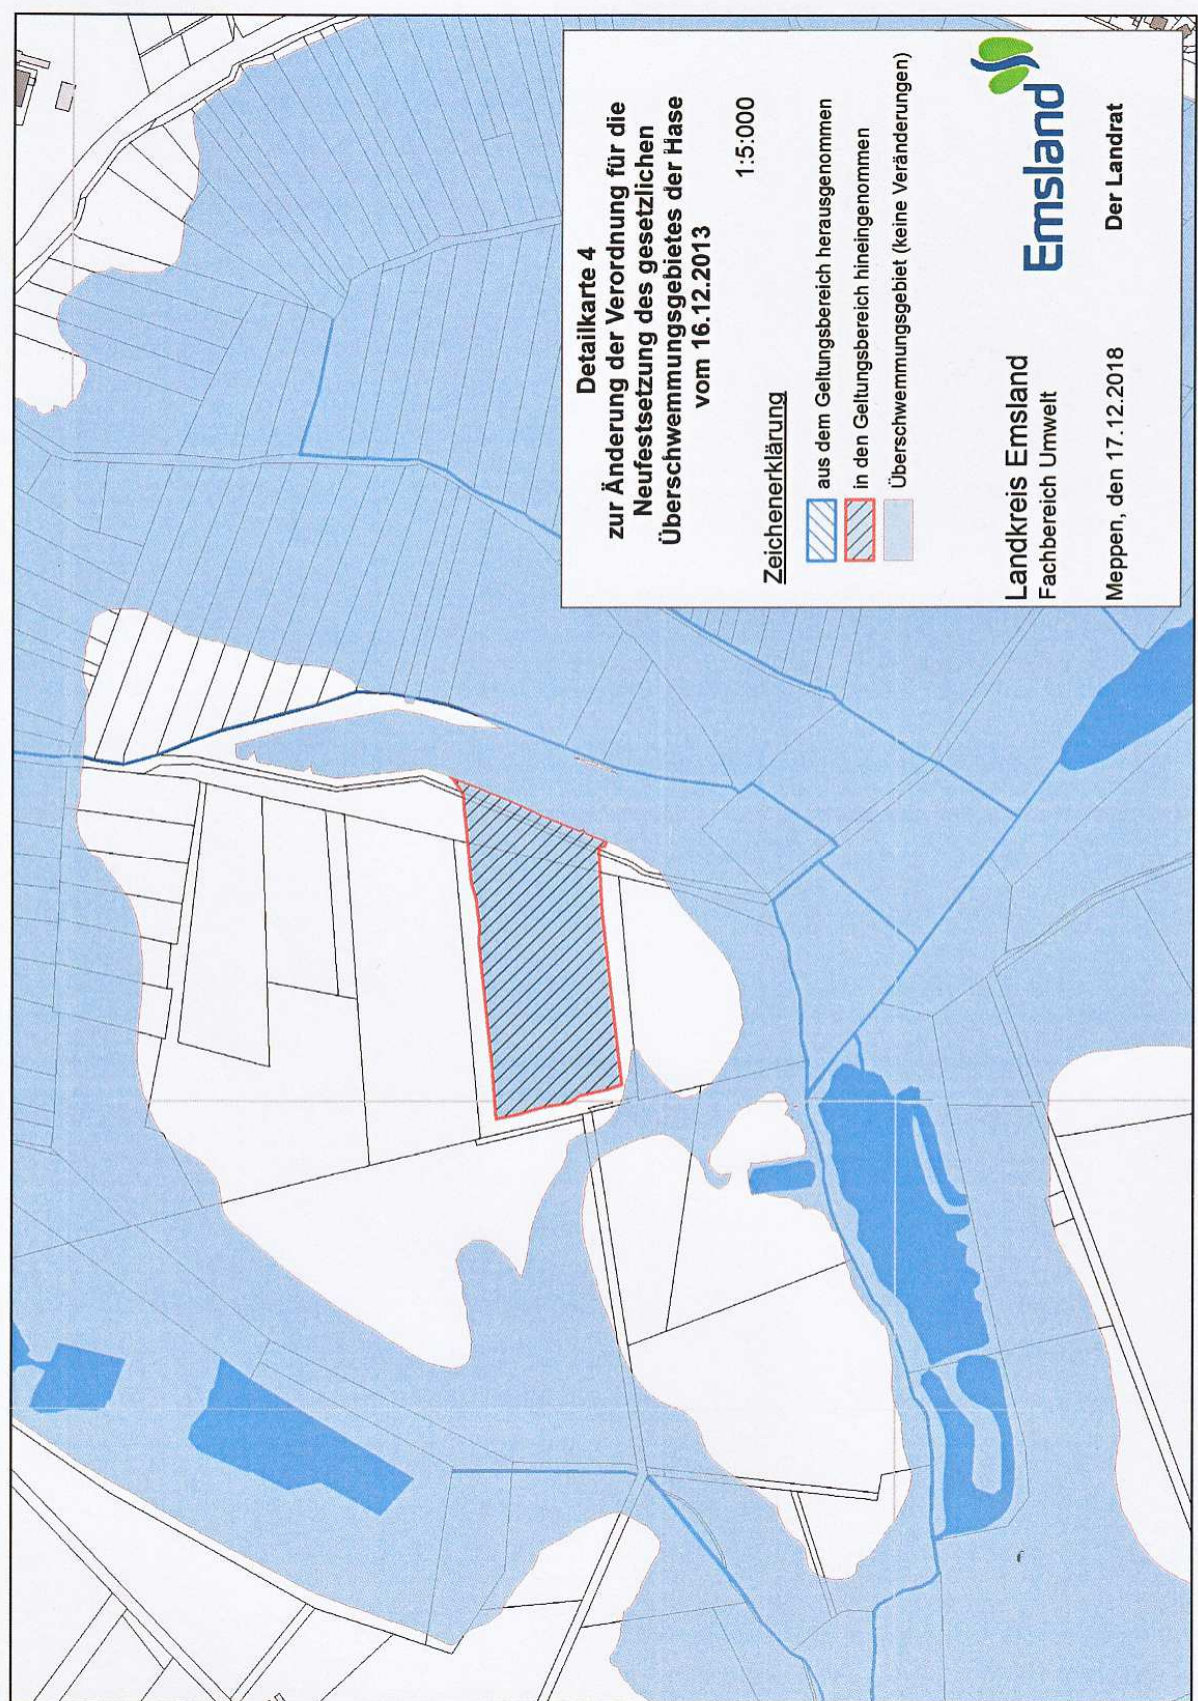 Detailkarte 4
zur Änderung der Verordnung für die
Neufestsetzung des gesetzlichen
Überschwemmungsgebietes der Hase
vom 16.12.2013
1:5:000
Zeichenerklärung
aus dem Geltungsbereich herausgenommen
in den Geltungsbereich hineingenommen
Überschwemmungsgebiet (keine Veränderungen)
Landkreis Emsland
Fachbereich Umwelt
Emsland
Meppen, den 17.12.2018
Der Landrat